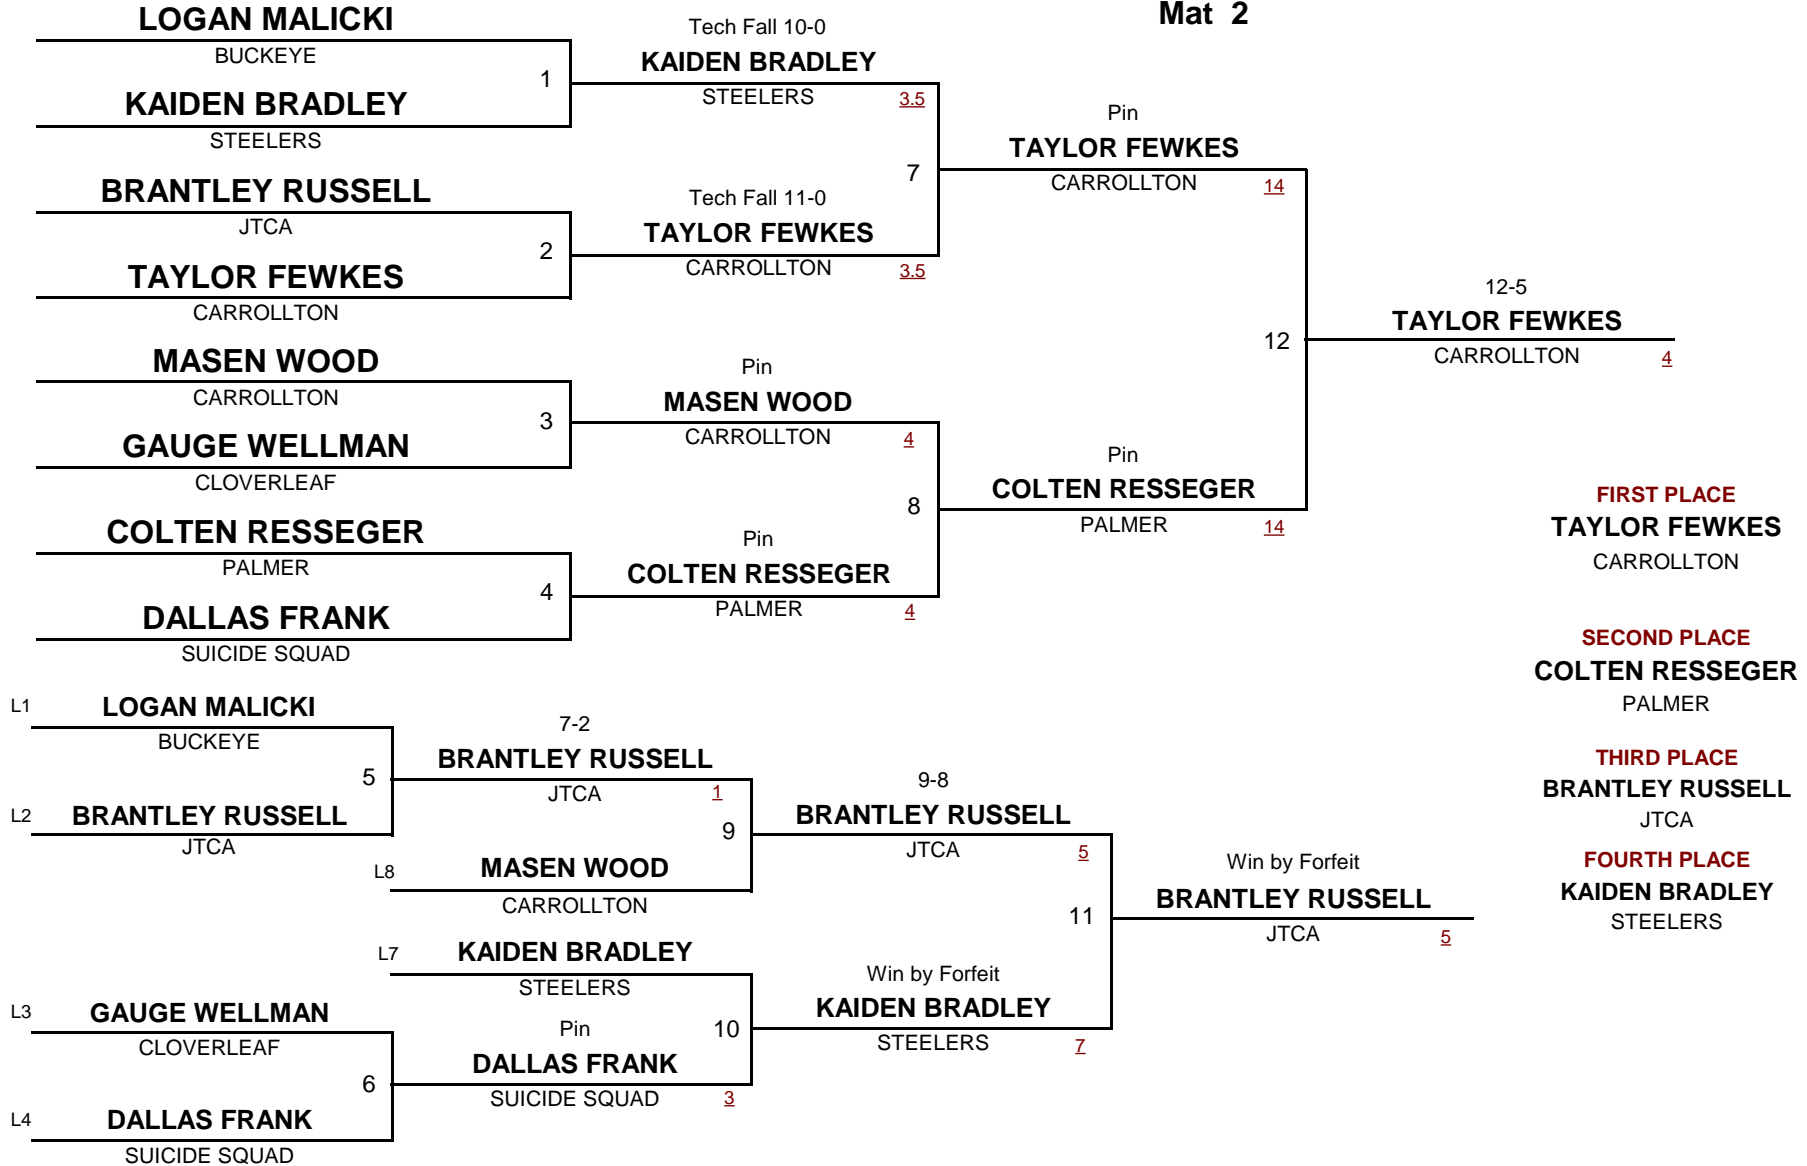 Mat 2
LOGAN MALICKI
BUCKEYE
1
KAIDEN BRADLEY
STEELERS
BRANTLEY RUSSELL
JTCA
2
TAYLOR FEWKES
CARROLLTON
MASEN WOOD
CARROLLTON
3
GAUGE WELLMAN
CLOVERLEAF
COLTEN RESSEGER
PALMER
4
DALLAS FRANK
SUICIDE SQUAD
Tech Fall 10-0
KAIDEN BRADLEY
STEELERS 3.5
7
Tech Fall 11-0
TAYLOR FEWKES
CARROLLTON 3.5
Pin
MASEN WOOD
CARROLLTON 4
8
Pin
COLTEN RESSEGER
PALMER 4
Pin
TAYLOR FEWKES
CARROLLTON 14
12
Pin
COLTEN RESSEGER
PALMER 14
12-5
TAYLOR FEWKES
CARROLLTON 4
FIRST PLACE
TAYLOR FEWKES
CARROLLTON
SECOND PLACE
COLTEN RESSEGER
PALMER
THIRD PLACE
BRANTLEY RUSSELL
JTCA
FOURTH PLACE
KAIDEN BRADLEY
STEELERS
L1 LOGAN MALICKI
BUCKEYE
5
L2 BRANTLEY RUSSELL
JTCA
L3 GAUGE WELLMAN
CLOVERLEAF
6
L4 DALLAS FRANK
SUICIDE SQUAD
7-2
BRANTLEY RUSSELL
JTCA 1
9
L8 MASEN WOOD
CARROLLTON
L7 KAIDEN BRADLEY
STEELERS
Pin 10
DALLAS FRANK
SUICIDE SQUAD 3
9-8
BRANTLEY RUSSELL
JTCA 5
11
Win by Forfeit
KAIDEN BRADLEY
STEELERS 7
Win by Forfeit
BRANTLEY RUSSELL
JTCA 5